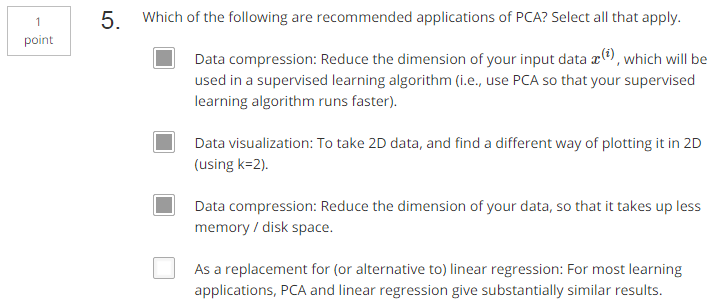 1
point
5. Which of the following are recommended applications of PCA? Select all that apply.
Data compression: Reduce the dimension of your input data x^(i), which will be
used in a supervised learning algorithm (i.e., use PCA so that your supervised
learning algorithm runs faster).
Data visualization: To take 2D data, and find a different way of plotting it in 2D
(using k=2).
Data compression: Reduce the dimension of your data, so that it takes up less
memory / disk space.
As a replacement for (or alternative to) linear regression: For most learning
applications, PCA and linear regression give substantially similar results.